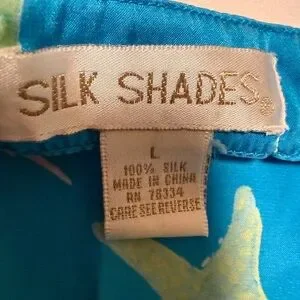 SILK SHADES®
L
100% SILK
MADE IN CHINA
RN 78334
CARE SEE REVERSE